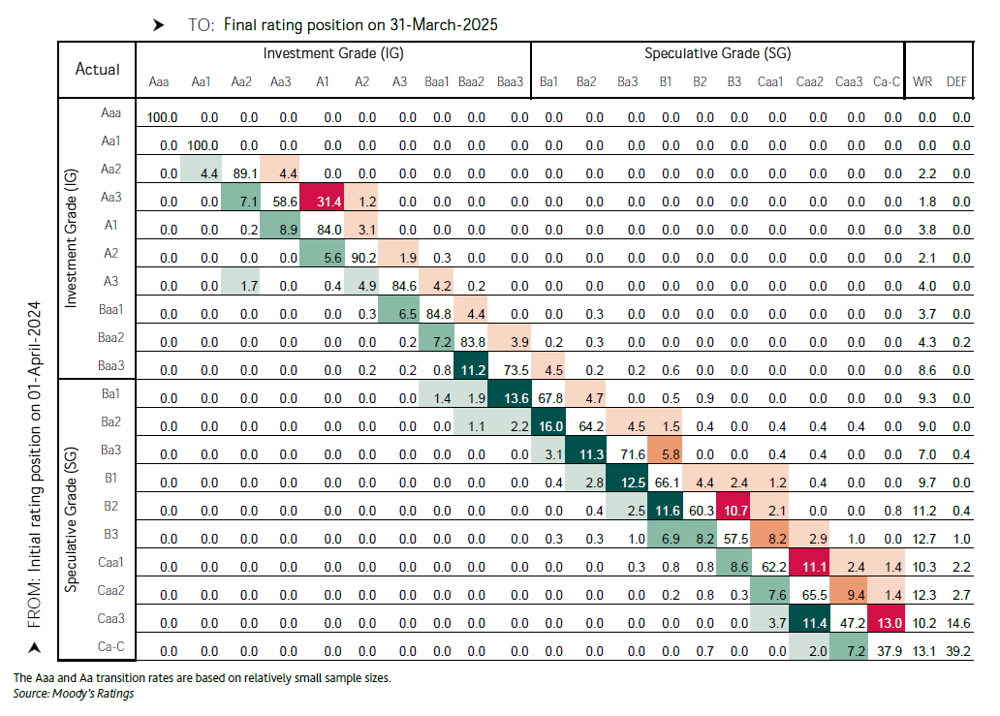 ➤ TO: Final rating position on 31-March-2025
Actual Investment Grade (IG) Speculative Grade (SG)
Aaa Aa1 Aa2 Aa3 A1 A2 A3 Baa1 Baa2 Baa3 Ba1 Ba2 Ba3 B1 B2 B3 Caa1 Caa2 Caa3 Ca-C WR DEF
➤ FROM: Initial rating position on 01-April-2024
Investment Grade (IG)
Aaa 100.0 0.0 0.0 0.0 0.0 0.0 0.0 0.0 0.0 0.0 0.0 0.0 0.0 0.0 0.0 0.0 0.0 0.0 0.0 0.0 0.0 0.0
Aa1 0.0 100.0 0.0 0.0 0.0 0.0 0.0 0.0 0.0 0.0 0.0 0.0 0.0 0.0 0.0 0.0 0.0 0.0 0.0 0.0 0.0 0.0
Aa2 0.0 4.4 89.1 4.4 0.0 0.0 0.0 0.0 0.0 0.0 0.0 0.0 0.0 0.0 0.0 0.0 0.0 0.0 0.0 0.0 2.2 0.0
Aa3 0.0 0.0 7.1 58.6 31.4 1.2 0.0 0.0 0.0 0.0 0.0 0.0 0.0 0.0 0.0 0.0 0.0 0.0 0.0 0.0 1.8 0.0
A1 0.0 0.0 0.2 8.9 84.0 3.1 0.0 0.0 0.0 0.0 0.0 0.0 0.0 0.0 0.0 0.0 0.0 0.0 0.0 0.0 3.8 0.0
A2 0.0 0.0 0.0 0.0 5.6 90.2 1.9 0.3 0.0 0.0 0.0 0.0 0.0 0.0 0.0 0.0 0.0 0.0 0.0 0.0 2.1 0.0
A3 0.0 0.0 1.7 0.0 0.4 4.9 84.6 4.2 0.2 0.0 0.0 0.0 0.0 0.0 0.0 0.0 0.0 0.0 0.0 0.0 4.0 0.0
Baa1 0.0 0.0 0.0 0.0 0.0 0.3 6.5 84.8 4.4 0.0 0.0 0.3 0.0 0.0 0.0 0.0 0.0 0.0 0.0 0.0 3.7 0.0
Baa2 0.0 0.0 0.0 0.0 0.0 0.0 0.2 7.2 83.8 3.9 0.2 0.3 0.0 0.0 0.0 0.0 0.0 0.0 0.0 0.0 4.3 0.2
Baa3 0.0 0.0 0.0 0.0 0.0 0.2 0.2 0.8 11.2 73.5 4.5 0.2 0.2 0.6 0.0 0.0 0.0 0.0 0.0 0.0 8.6 0.0
Speculative Grade (SG)
Ba1 0.0 0.0 0.0 0.0 0.0 0.0 0.0 1.4 1.9 13.6 67.8 4.7 0.0 0.5 0.9 0.0 0.0 0.0 0.0 0.0 9.3 0.0
Ba2 0.0 0.0 0.0 0.0 0.0 0.0 0.0 0.0 1.1 2.2 16.0 64.2 4.5 1.5 0.4 0.0 0.4 0.4 0.4 0.0 9.0 0.0
Ba3 0.0 0.0 0.0 0.0 0.0 0.0 0.0 0.0 0.0 0.0 3.1 11.3 71.6 5.8 0.0 0.0 0.4 0.4 0.0 0.0 7.0 0.4
B1 0.0 0.0 0.0 0.0 0.0 0.0 0.0 0.0 0.0 0.0 0.4 2.8 12.5 66.1 4.4 2.4 1.2 0.4 0.0 0.0 9.7 0.0
B2 0.0 0.0 0.0 0.0 0.0 0.0 0.0 0.0 0.0 0.0 0.0 0.4 2.5 11.6 60.3 10.7 2.1 0.0 0.0 0.8 11.2 0.4
B3 0.0 0.0 0.0 0.0 0.0 0.0 0.0 0.0 0.0 0.0 0.3 0.3 1.0 6.9 8.2 57.5 8.2 2.9 1.0 0.0 12.7 1.0
Caa1 0.0 0.0 0.0 0.0 0.0 0.0 0.0 0.0 0.0 0.0 0.0 0.0 0.3 0.8 0.8 8.6 62.2 11.1 2.4 1.4 10.3 2.2
Caa2 0.0 0.0 0.0 0.0 0.0 0.0 0.0 0.0 0.0 0.0 0.0 0.0 0.0 0.2 0.8 0.3 7.6 65.5 9.4 1.4 12.3 2.7
Caa3 0.0 0.0 0.0 0.0 0.0 0.0 0.0 0.0 0.0 0.0 0.0 0.0 0.0 0.0 0.0 0.0 3.7 11.4 47.2 13.0 10.2 14.6
Ca-C 0.0 0.0 0.0 0.0 0.0 0.0 0.0 0.0 0.0 0.0 0.0 0.0 0.0 0.0 0.7 0.0 0.0 2.0 7.2 37.9 13.1 39.2
The Aaa and Aa transition rates are based on relatively small sample sizes.
Source: Moody's Ratings